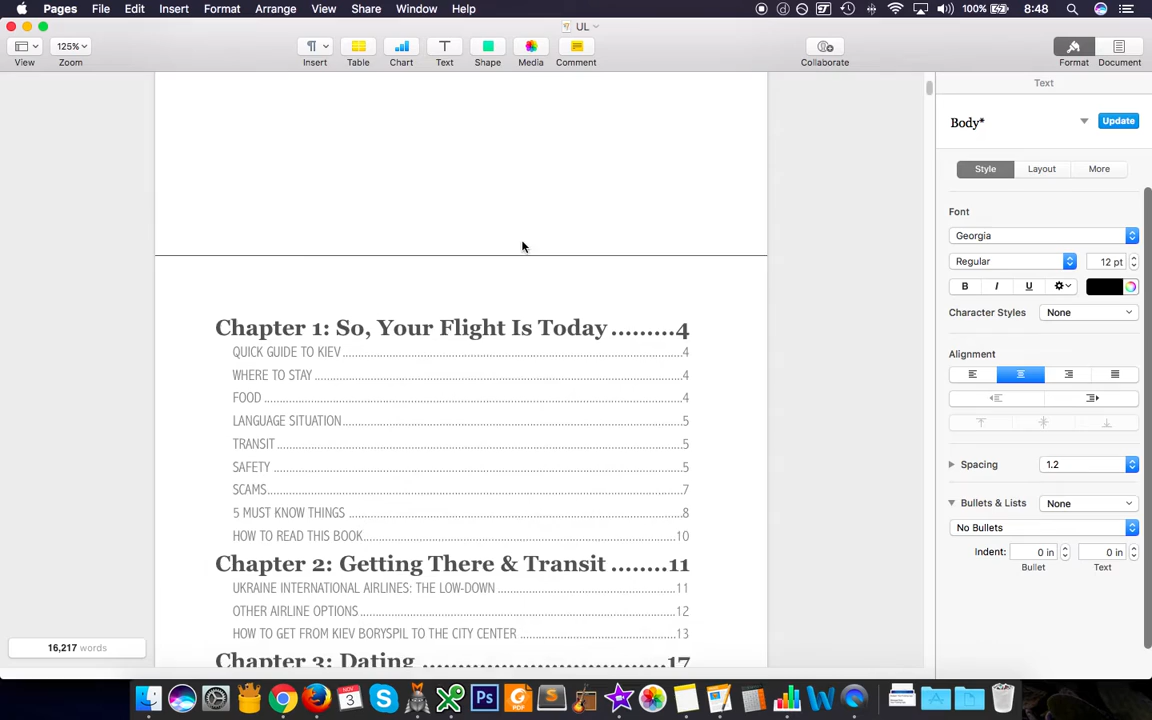 Pages File Edit Insert Format Arrange View Share Window Help 100% 8:48
UL
125%
View Zoom Insert Table Chart Text Shape Media Comment Collaborate Format Document
Text
Body* Update
Style Layout More
Font
Georgia
Regular 12 pt
B I U
Character Styles None
Alignment
Spacing 1.2
Bullets & Lists None
No Bullets
Indent: 0 in 0 in
Bullet Text
Chapter 1: So, Your Flight Is Today.........4
QUICK GUIDE TO KIEV 4
WHERE TO STAY 4
FOOD 4
LANGUAGE SITUATION 5
TRANSIT 5
SAFETY 5
SCAMS 7
5 MUST KNOW THINGS 8
HOW TO READ THIS BOOK 10
Chapter 2: Getting There & Transit ........11
UKRAINE INTERNATIONAL AIRLINES: THE LOW-DOWN 11
OTHER AIRLINE OPTIONS 12
HOW TO GET FROM KIEV BORYSPIL TO THE CITY CENTER 13
Chapter 3: Dating 17
16,217 words
NOV
3
Ps
PDF